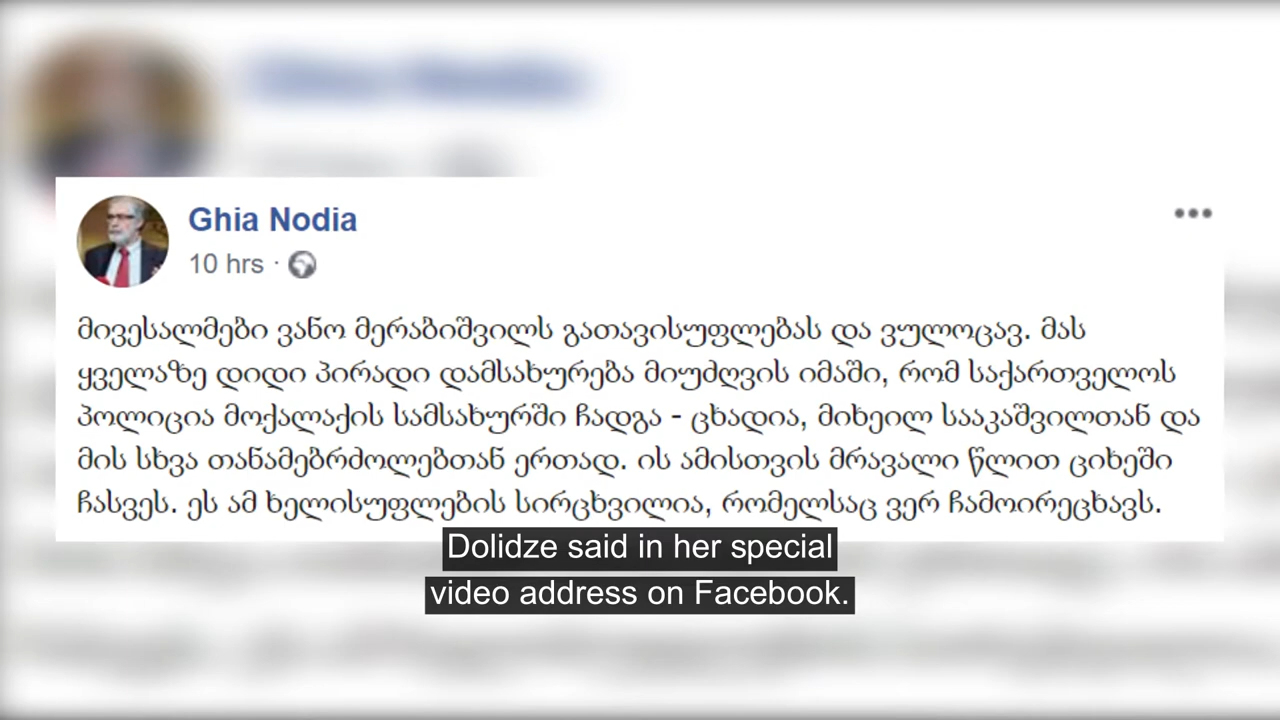 Ghia Nodia
10 hrs ·
მივესალმები ვანო მერაბიშვილს გათავისუფლებას და ვულოცავ. მას
ყველაზე დიდი პირადი დამსახურება მიუძღვის იმაში, რომ საქართველოს
პოლიცია მოქალაქის სამსახურში ჩადგა - ცხადია, მიხეილ სააკაშვილთან და
მის სხვა თანამებრძოლებთან ერთად. ის ამისთვის მრავალი წლით ციხეში
ჩასვეს. ეს ამ ხელისუფლების სირცხვილია, რომელსაც ვერ ჩამოირეცხავს.
Dolidze said in her special
video address on Facebook.